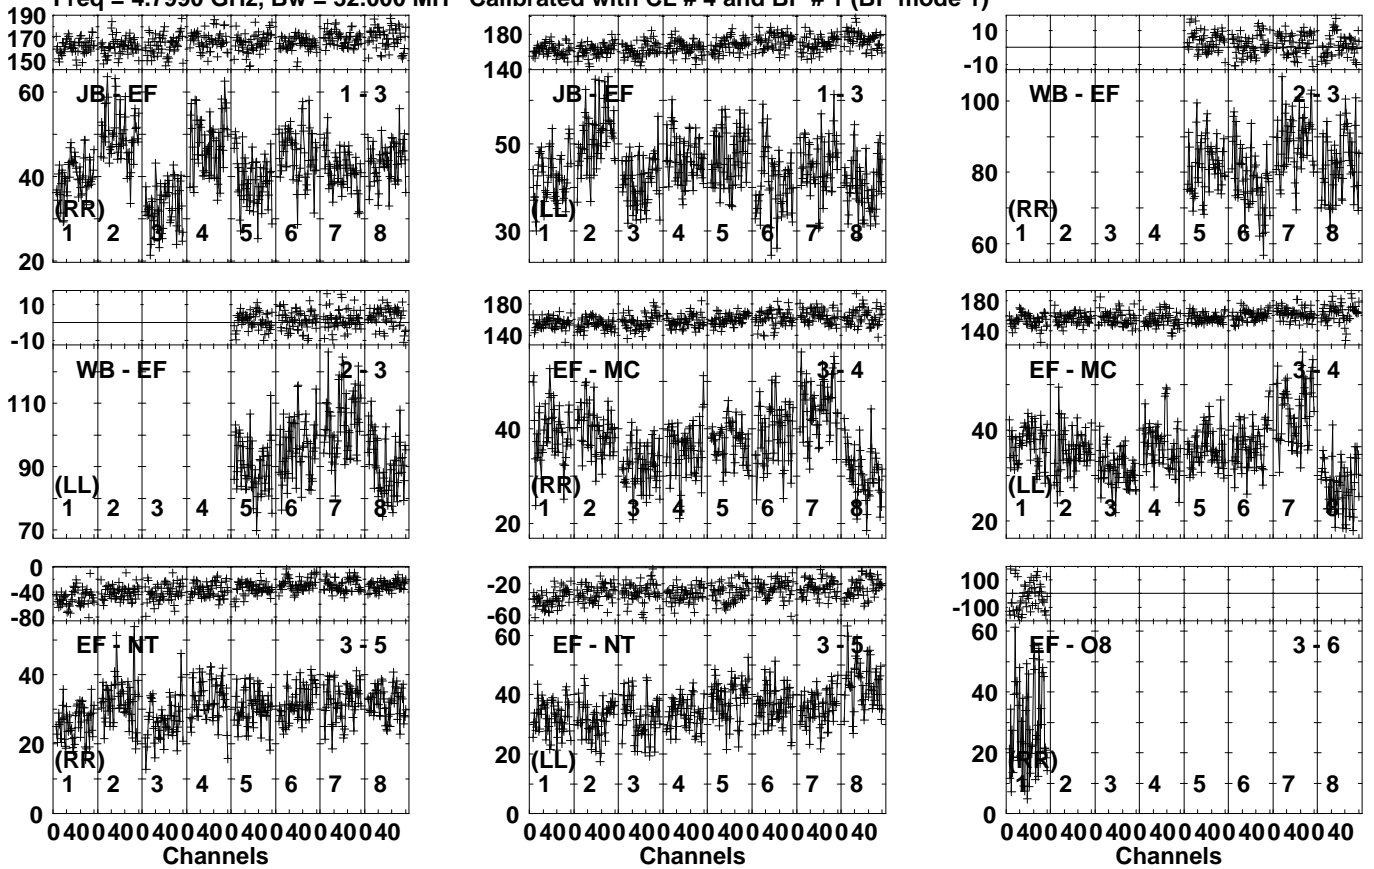 Freq = 4.7990 GHz, Bw = 32.000 MH Calibrated with CL # 4 and BP # 1 (BP mode 1)
190
170
150
60
40
20
JB - EF 1 - 3
(RR)
1 2 3 4 5 6 7 8
180
140
50
30
JB - EF 1 - 3
(LL)
1 2 3 4 5 6 7 8
10
-10
100
80
60
WB - EF 2 - 3
(RR)
1 2 3 4 5 6 7 8
10
-10
110
90
70
WB - EF 2 - 3
(LL)
1 2 3 4 5 6 7 8
180
140
40
20
EF - MC 3 - 4
(RR)
1 2 3 4 5 6 7 8
180
140
40
20
EF - MC 3 - 4
(LL)
1 2 3 4 5 6 7 8
0
-40
-80
40
20
0
EF - NT 3 - 5
(RR)
1 2 3 4 5 6 7 8
0 40 0 40 0 40 0 40 0 40 0 40 0 40 0 40
Channels
-20
-60
60
40
20
0
EF - NT 3 - 5
(LL)
1 2 3 4 5 6 7 8
0 40 0 40 0 40 0 40 0 40 0 40 0 40 0 40
Channels
100
-100
60
40
20
0
EF - O8 3 - 6
(RR)
1 2 3 4 5 6 7 8
0 40 0 40 0 40 0 40 0 40 0 40 0 40 0 40
Channels